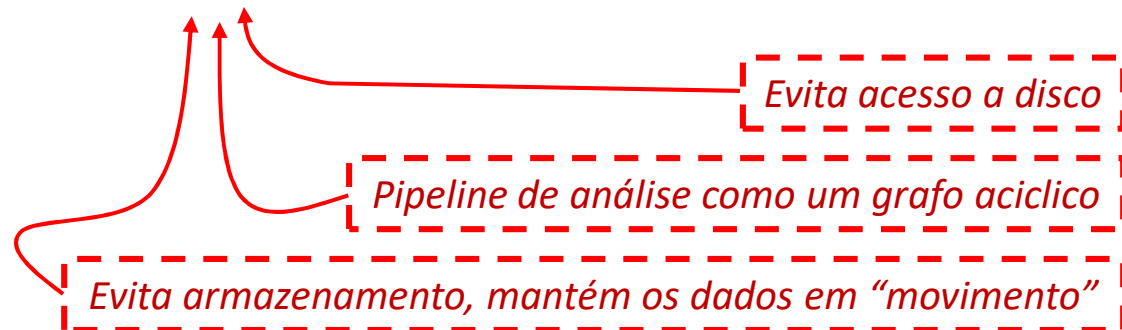 Evita acesso a disco
Pipeline de análise como um grafo aciclico
Evita armazenamento, mantém os dados em “movimento”